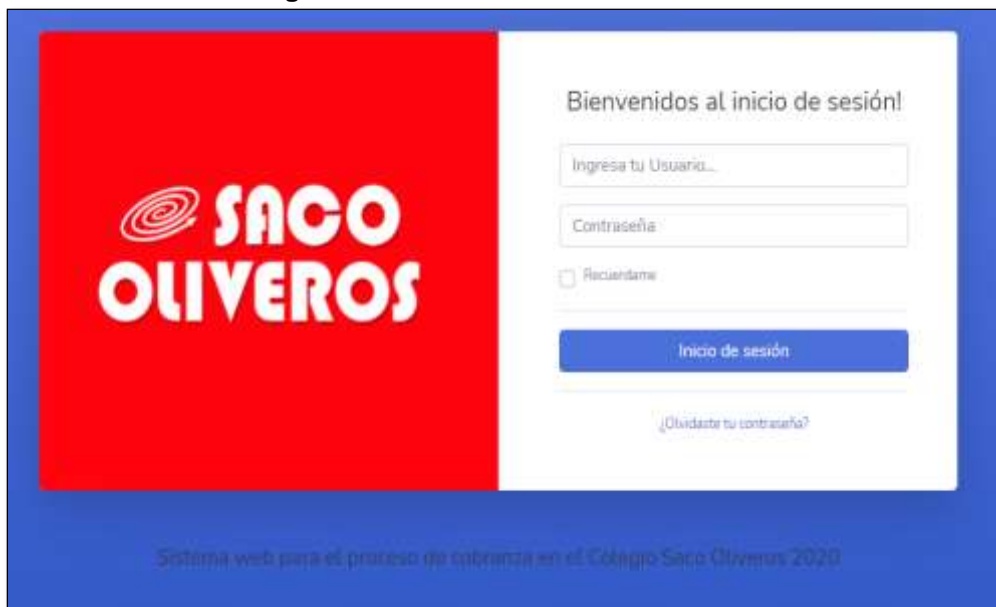 SACO
OLIVEROS
Bienvenidos al inicio de sesión!
Ingresa tu Usuario...
Contraseña
Recuerdame
Inicio de sesión
¿Olvidaste tu contraseña?
Sistema web para el proceso de cobranza en el Colegio Saco Oliveros 2020